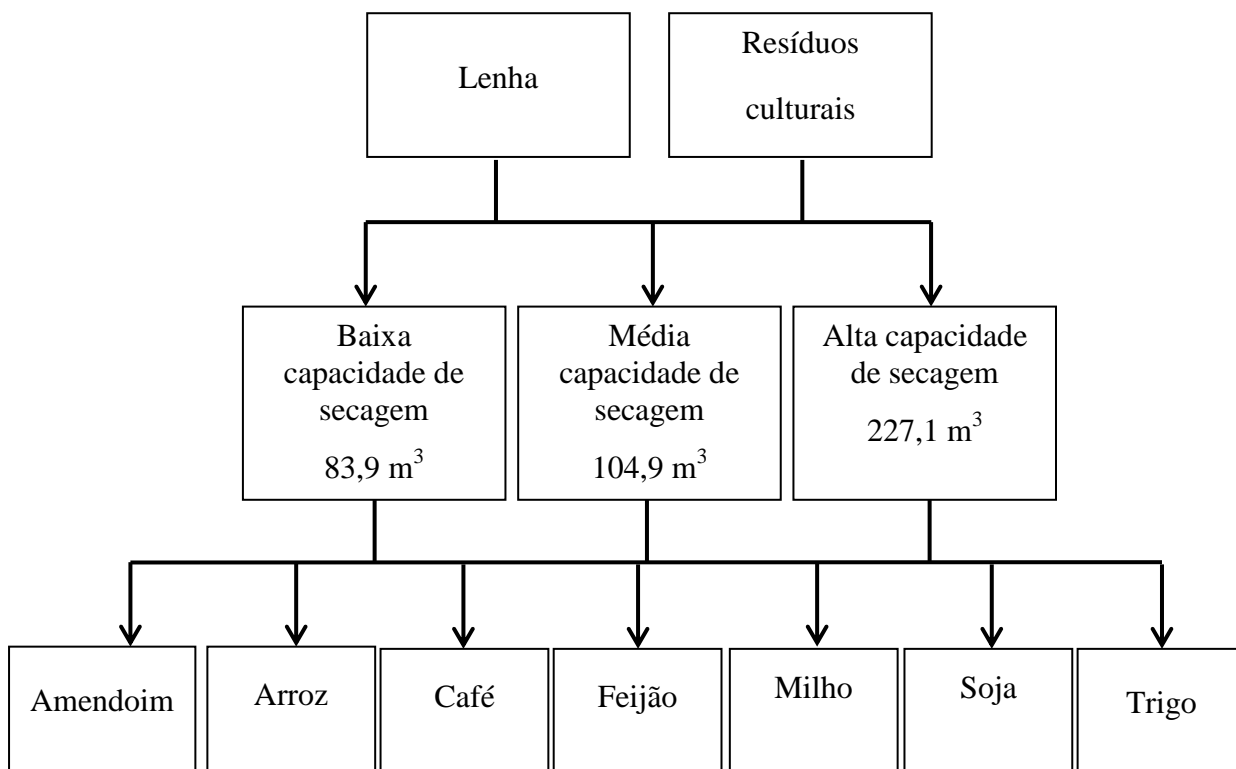 Lenha
Resíduos
culturais
Baixa
capacidade de
secagem
83,9 m³
Média
capacidade de
secagem
104,9 m³
Alta capacidade
de secagem
227,1 m³
Amendoim
Arroz
Café
Feijão
Milho
Soja
Trigo